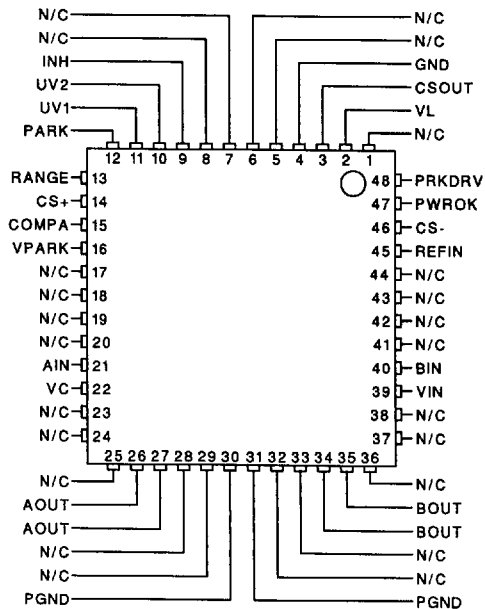 N/C N/C
N/C N/C
INH GND
UV2 CSOUT
UV1 VL
PARK N/C
12 11 10 9 8 7 6 5 4 3 2 1
RANGE 13 48 PRKDRV
CS+ 14 47 PWROK
COMPA 15 46 CS-
VPARK 16 45 REFIN
N/C 17 44 N/C
N/C 18 43 N/C
N/C 19 42 N/C
N/C 20 41 N/C
AIN 21 40 BIN
VC 22 39 VIN
N/C 23 38 N/C
N/C 24 37 N/C
25 26 27 28 29 30 31 32 33 34 35 36
N/C N/C
AOUT BOUT
AOUT BOUT
N/C N/C
N/C N/C
PGND PGND